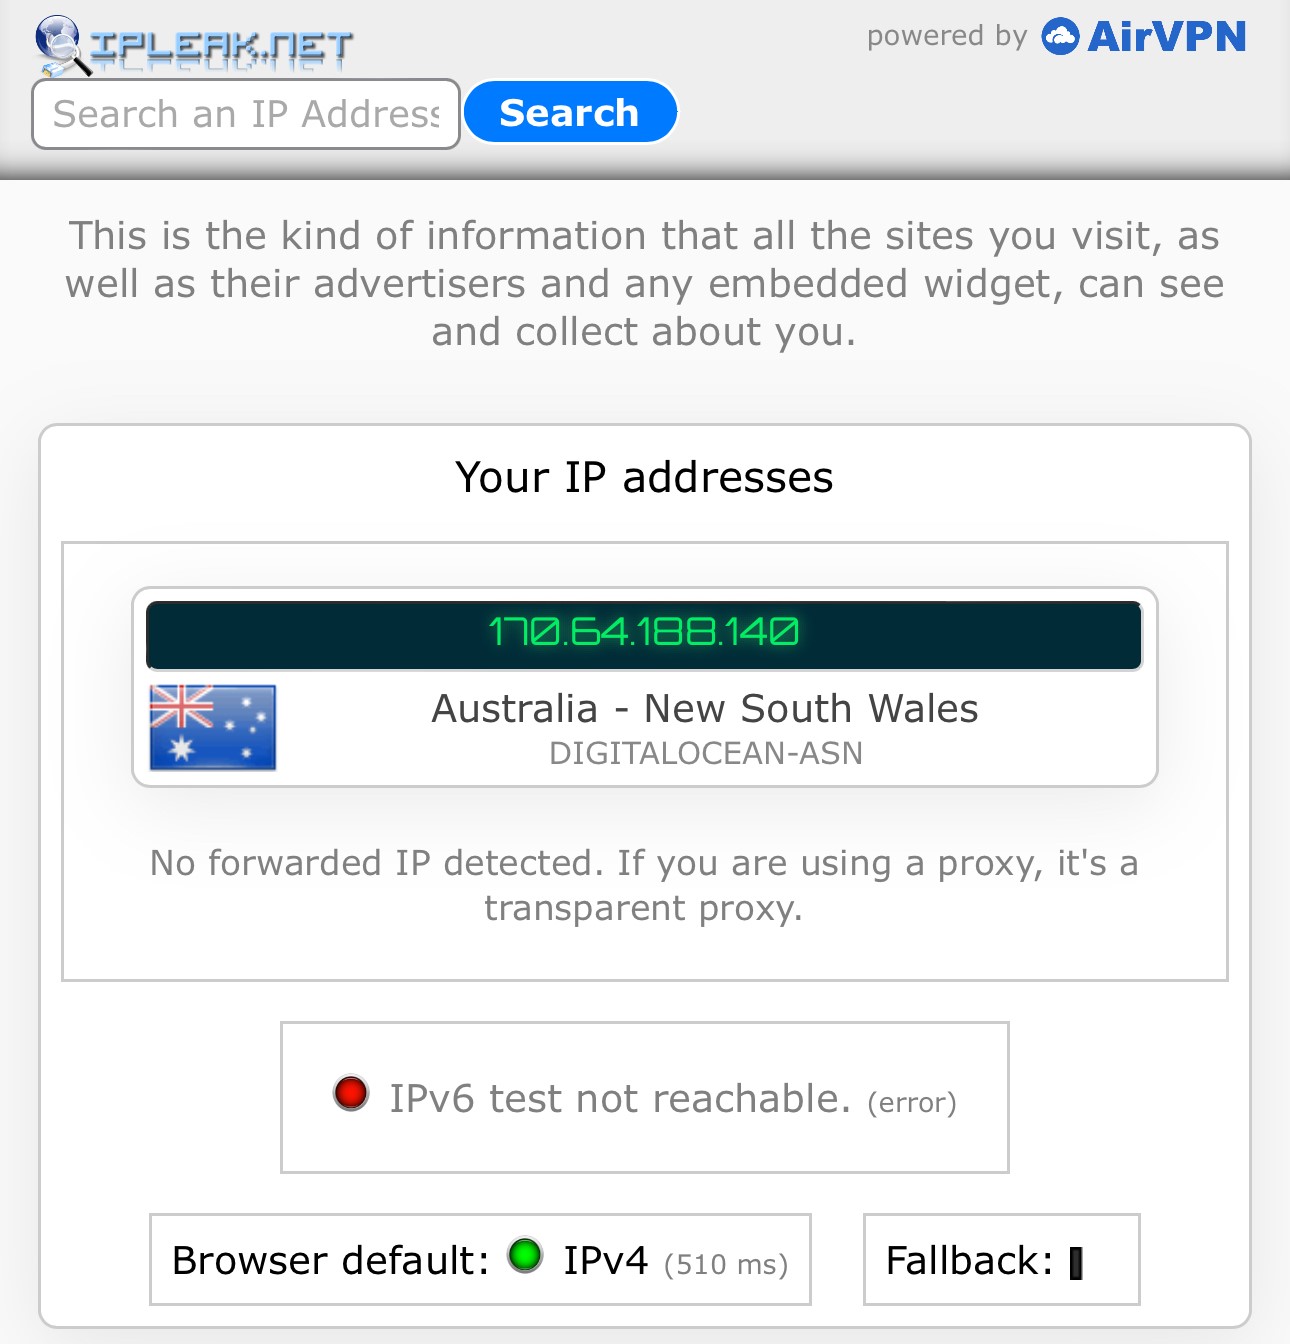 IPLEAK.NET
powered by AirVPN
Search an IP Address
Search
This is the kind of information that all the sites you visit, as
well as their advertisers and any embedded widget, can see
and collect about you.
Your IP addresses
170.64.188.140
Australia - New South Wales
DIGITALOCEAN-ASN
No forwarded IP detected. If you are using a proxy, it's a
transparent proxy.
IPv6 test not reachable. (error)
Browser default: IPv4 (510 ms)
Fallback: